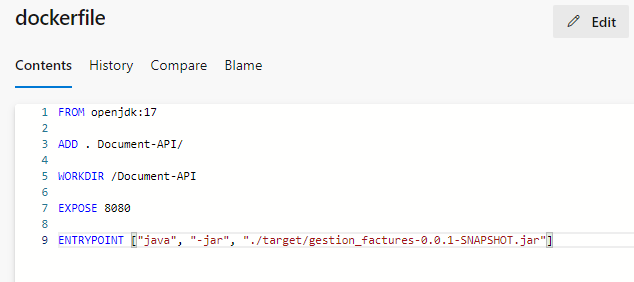 dockerfile
Edit
Contents History Compare Blame
1 FROM openjdk:17
2
3 ADD . Document-API/
4
5 WORKDIR /Document-API
6
7 EXPOSE 8080
8
9 ENTRYPOINT ["java", "-jar", "./target/gestion_factures-0.0.1-SNAPSHOT.jar"]